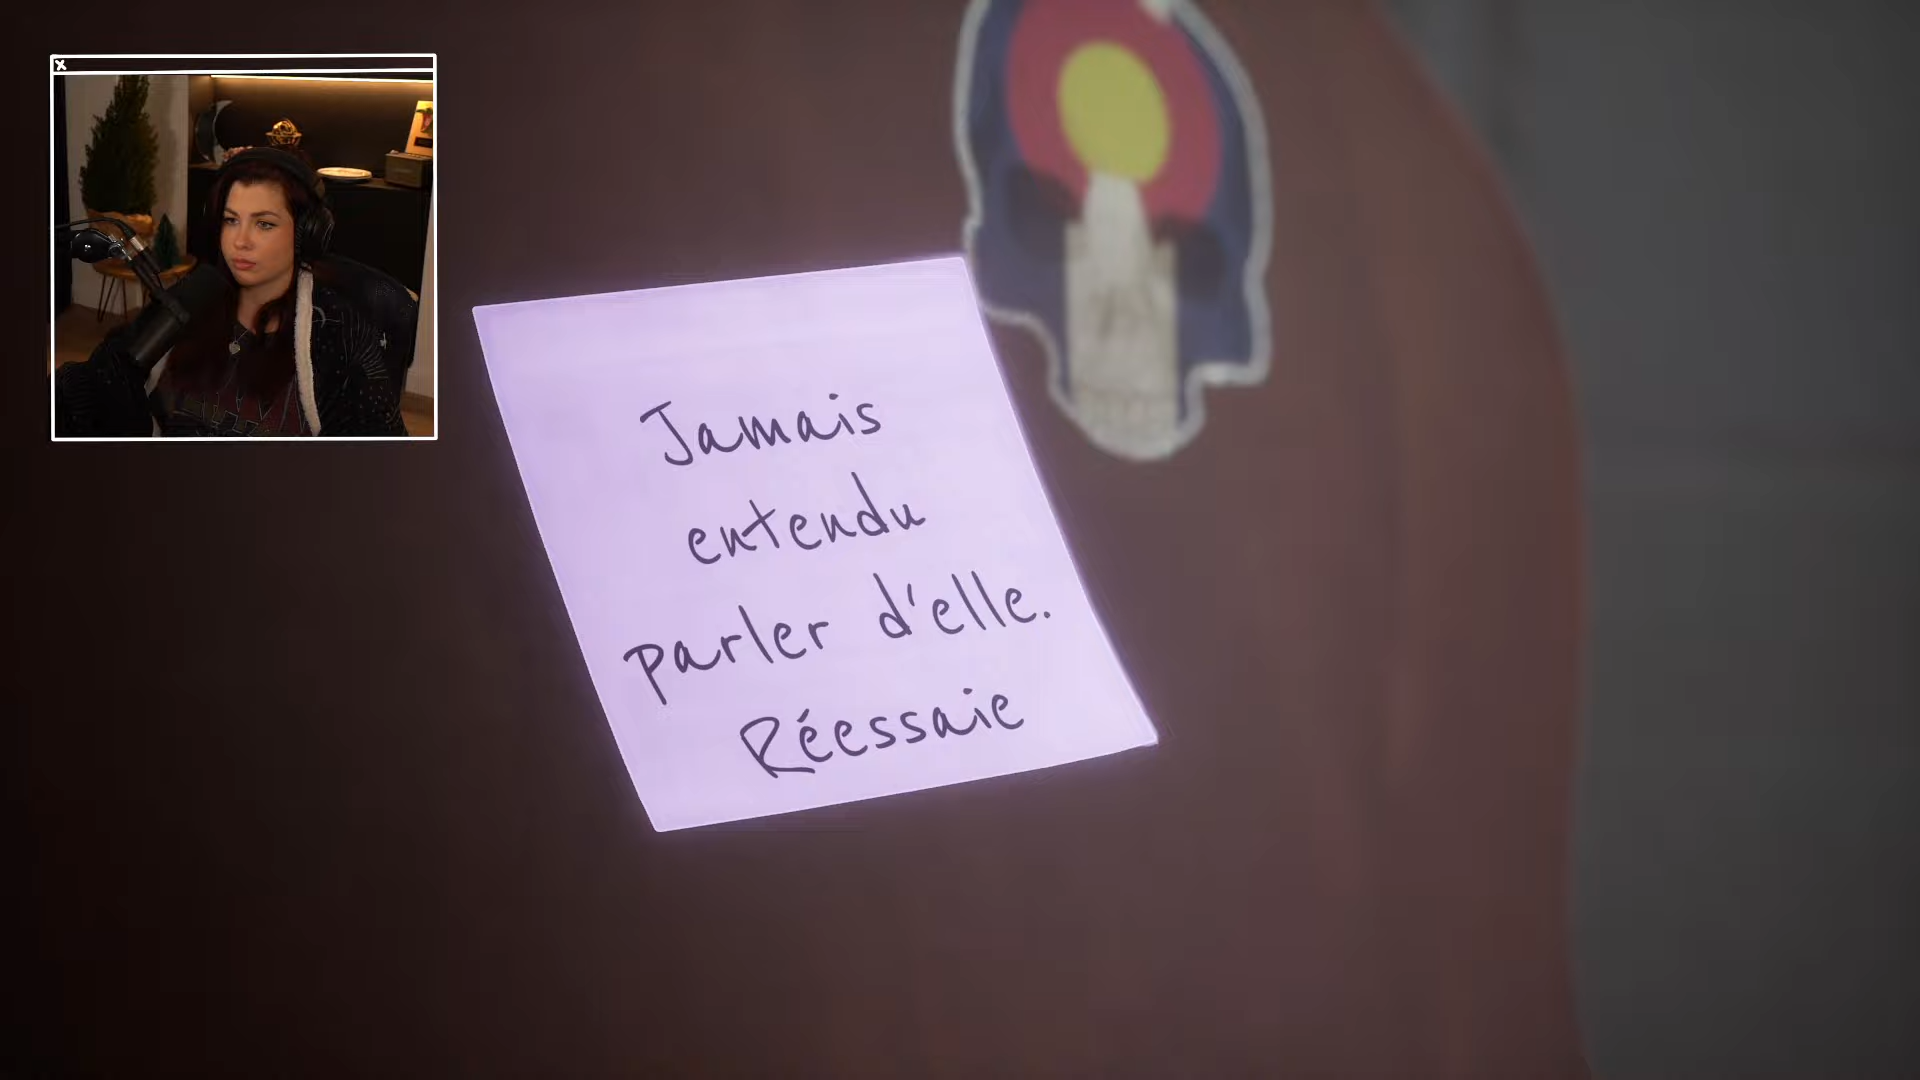 x
Jamais
entendu
parler d'elle.
Réessaie